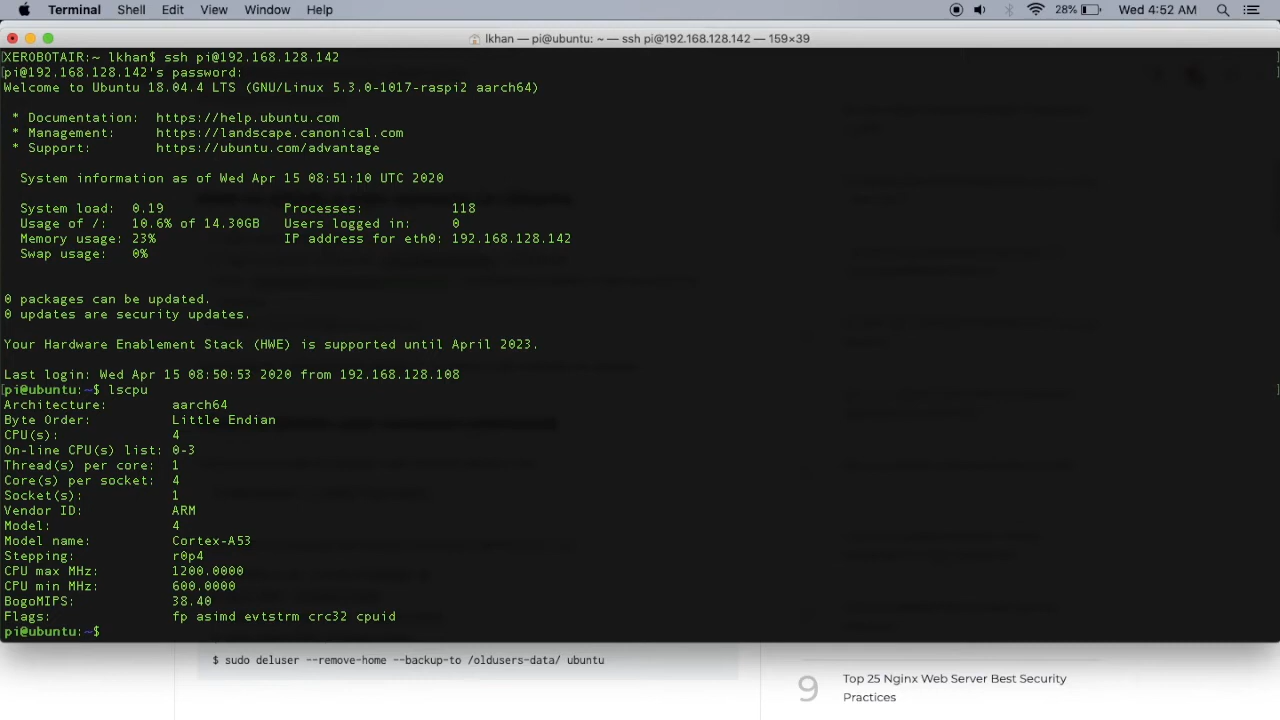 Terminal Shell Edit View Window Help 28% Wed 4:52 AM
lkhan — pi@ubuntu: ~ — ssh pi@192.168.128.142 — 159×39
[XEROBOTAIR:~ lkhan$ ssh pi@192.168.128.142
[pi@192.168.128.142's password:
Welcome to Ubuntu 18.04.4 LTS (GNU/Linux 5.3.0-1017-raspi2 aarch64)
* Documentation: https://help.ubuntu.com
* Management: https://landscape.canonical.com
* Support: https://ubuntu.com/advantage
System information as of Wed Apr 15 08:51:10 UTC 2020
System load: 0.19 Processes: 118
Usage of /: 10.6% of 14.30GB Users logged in: 0
Memory usage: 23% IP address for eth0: 192.168.128.142
Swap usage: 0%
0 packages can be updated.
0 updates are security updates.
Your Hardware Enablement Stack (HWE) is supported until April 2023.
Last login: Wed Apr 15 08:50:53 2020 from 192.168.128.108
[pi@ubuntu:~$ lscpu ]
Architecture: aarch64
Byte Order: Little Endian
CPU(s): 4
On-line CPU(s) list: 0-3
Thread(s) per core: 1
Core(s) per socket: 4
Socket(s): 1
Vendor ID: ARM
Model: 4
Model name: Cortex-A53
Stepping: r0p4
CPU max MHz: 1200.0000
CPU min MHz: 600.0000
BogoMIPS: 38.40
Flags: fp asimd evtstrm crc32 cpuid
pi@ubuntu:~$
$ sudo deluser --remove-home --backup-to /oldusers-data/ ubuntu
9 Top 25 Nginx Web Server Best Security
Practices